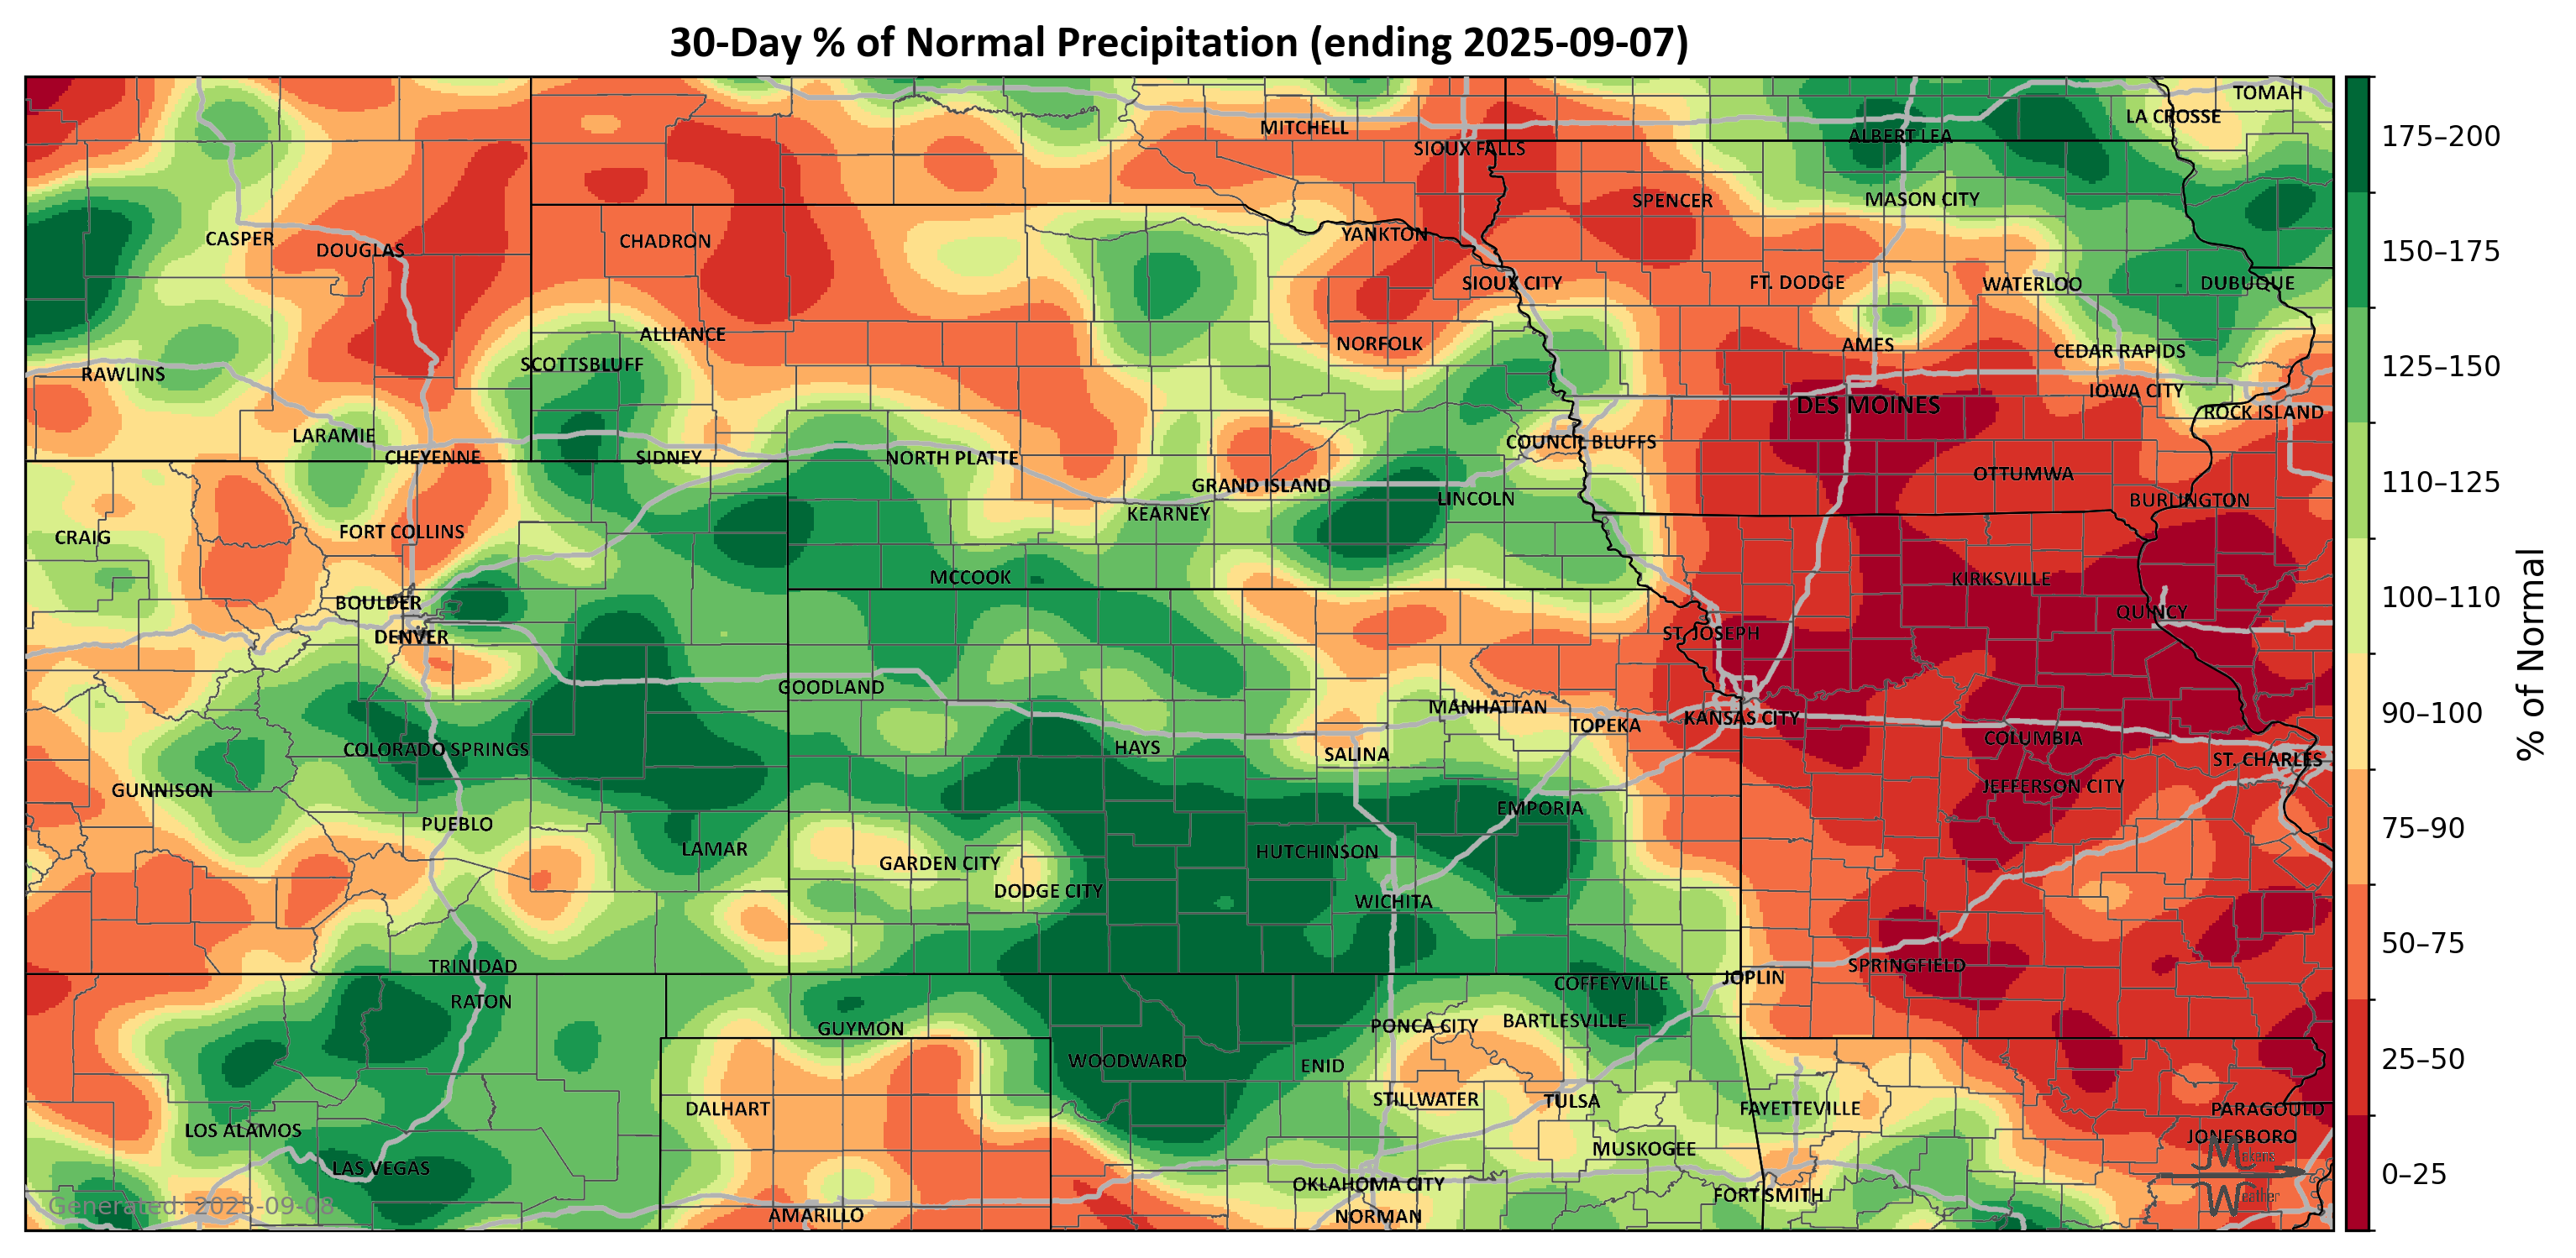 30-Day % of Normal Precipitation (ending 2025-09-07)
TOMAH
LA CROSSE
MITCHELL
ALBERT LEA
SIOUX FALLS
SPENCER
MASON CITY
CASPER
DOUGLAS
CHADRON
YANKTON
SIOUX CITY
FT. DODGE
WATERLOO
DUBUQUE
ALLIANCE
NORFOLK
AMES
CEDAR RAPIDS
SCOTTSBLUFF
RAWLINS
IOWA CITY
DES MOINES
ROCK ISLAND
LARAMIE
COUNCIL BLUFFS
CHEYENNE
SIDNEY
NORTH PLATTE
OTTUMWA
GRAND ISLAND
LINCOLN
BURLINGTON
KEARNEY
CRAIG
FORT COLLINS
MCCOOK
KIRKSVILLE
BOULDER
QUINCY
DENVER
ST. JOSEPH
GOODLAND
MANHATTAN
TOPEKA
KANSAS CITY
COLUMBIA
COLORADO SPRINGS
HAYS
SALINA
ST. CHARLES
GUNNISON
JEFFERSON CITY
EMPORIA
PUEBLO
LAMAR
HUTCHINSON
GARDEN CITY
DODGE CITY
WICHITA
TRINIDAD
SPRINGFIELD
JOPLIN
COFFEYVILLE
RATON
GUYMON
PONCA CITY
BARTLESVILLE
WOODWARD
ENID
STILLWATER
TULSA
DALHART
FAYETTEVILLE
PARAGOULD
LOS ALAMOS
JONESBORO
MUSKOGEE
LAS VEGAS
OKLAHOMA CITY
FORT SMITH
AMARILLO
NORMAN
Generated: 2025-09-08
Makens
Weather
175–200
150–175
125–150
110–125
100–110
90–100
75–90
50–75
25–50
0–25
% of Normal